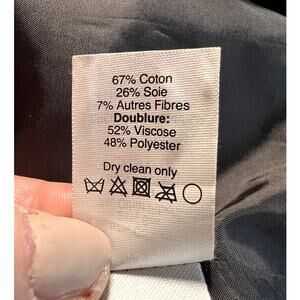 67% Coton
26% Soie
7% Autres Fibres
Doublure:
52% Viscose
48% Polyester
Dry clean only